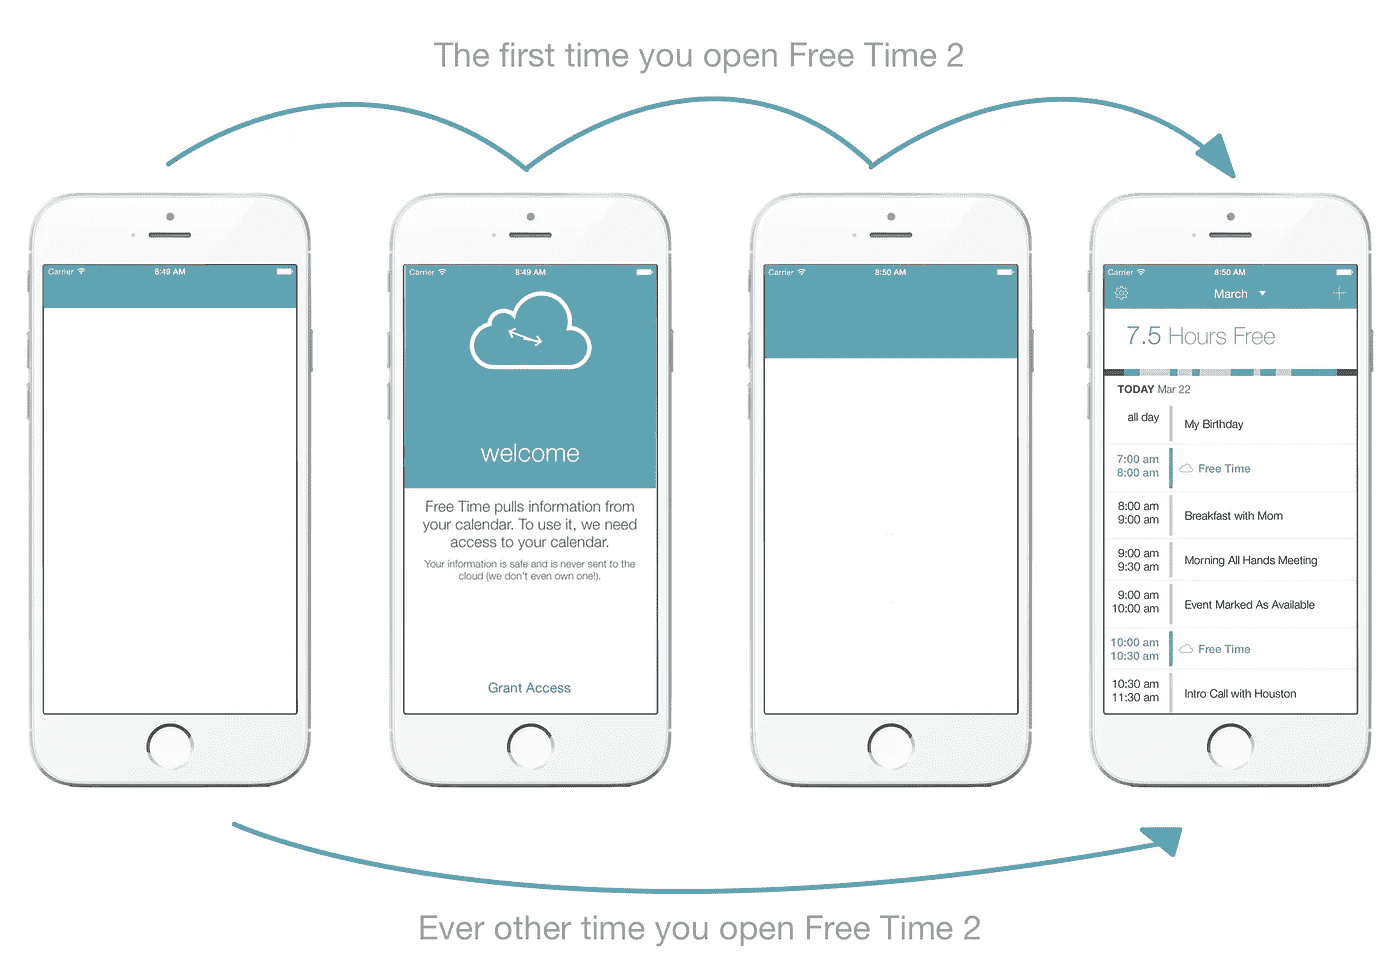 The first time you open Free Time 2
Carrier 8:49 AM
Carrier 8:49 AM
welcome
Free Time pulls information from
your calendar. To use it, we need
access to your calendar.
Your information is safe and is never sent to the
cloud (we don't even own one!).
Grant Access
Carrier 8:50 AM
Carrier 8:50 AM
March
7.5 Hours Free
TODAY Mar 22
all day My Birthday
7:00 am
8:00 am
Free Time
8:00 am
9:00 am
Breakfast with Mom
9:00 am
9:30 am
Morning All Hands Meeting
9:00 am
10:00 am
Event Marked As Available
10:00 am
10:30 am
Free Time
10:30 am
11:30 am
Intro Call with Houston
Ever other time you open Free Time 2